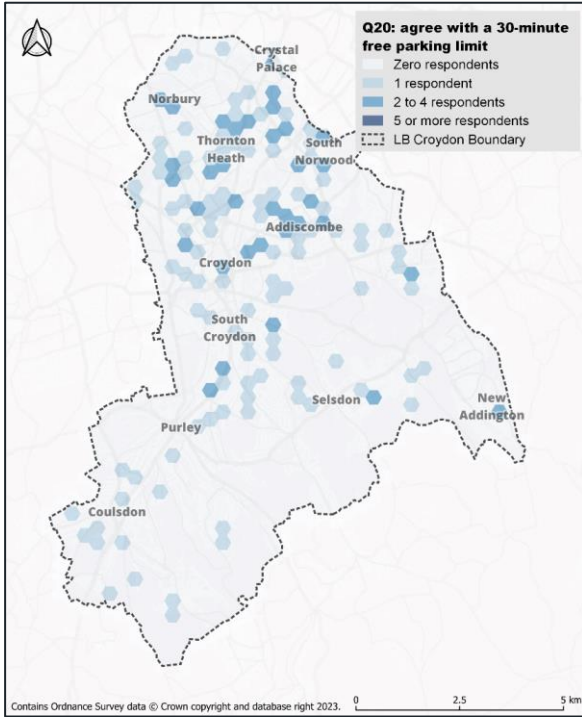 Q20: agree with a 30-minute
free parking limit
Zero respondents
1 respondent
2 to 4 respondents
5 or more respondents
LB Croydon Boundary
Crystal
Palace
Norbury
Thornton
Heath
South
Norwood
Addiscombe
Croydon
South
Croydon
Selsdon
New
Addington
Purley
Coulsdon
Contains Ordnance Survey data © Crown copyright and database right 2023.
0 2.5 5 km